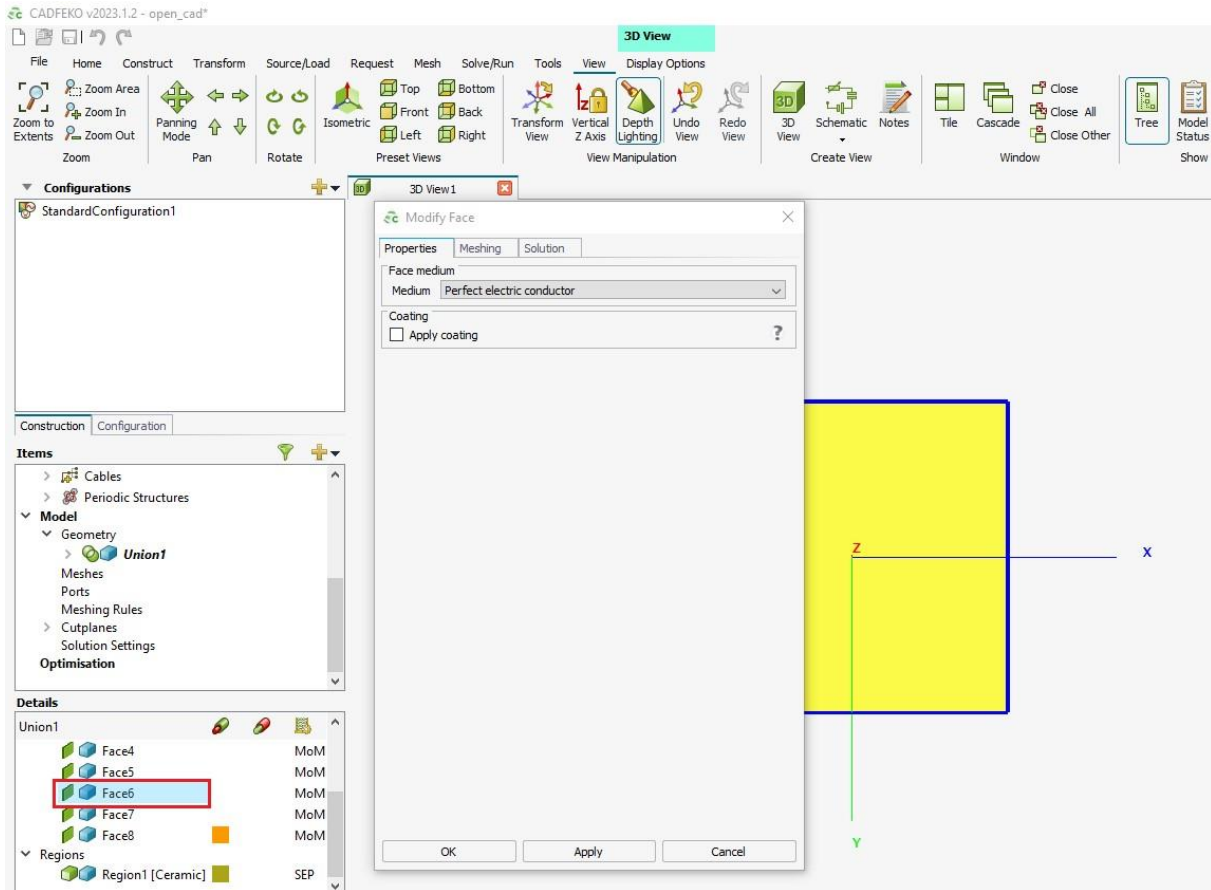 CADFEKO v2023.1.2 - open_cad*
3D View
File Home Construct Transform Source/Load Request Mesh Solve/Run Tools View Display Options
Zoom to Extents
Zoom Area
Zoom In
Zoom Out
Panning Mode
Isometric
Top Bottom
Front Back
Left Right
Transform View
Vertical Z Axis
Depth Lighting
Undo View
Redo View
3D View
Schematic
Notes
Tile
Cascade
Close
Close All
Close Other
Tree
Model Status
Zoom Pan Rotate Preset Views View Manipulation Create View Window Show
Configurations
3D View1
StandardConfiguration1
Modify Face
Properties Meshing Solution
Face medium
Medium Perfect electric conductor
Coating
Apply coating ?
Construction Configuration
Items
Cables
Periodic Structures
Model
Geometry
Union1
Meshes
Ports
Meshing Rules
Cutplanes
Solution Settings
Optimisation
Details
Union1
Face4 MoM
Face5 MoM
Face6 MoM
Face7 MoM
Face8 MoM
Regions
Region1 [Ceramic] SEP
OK Apply Cancel
Z
X
Y